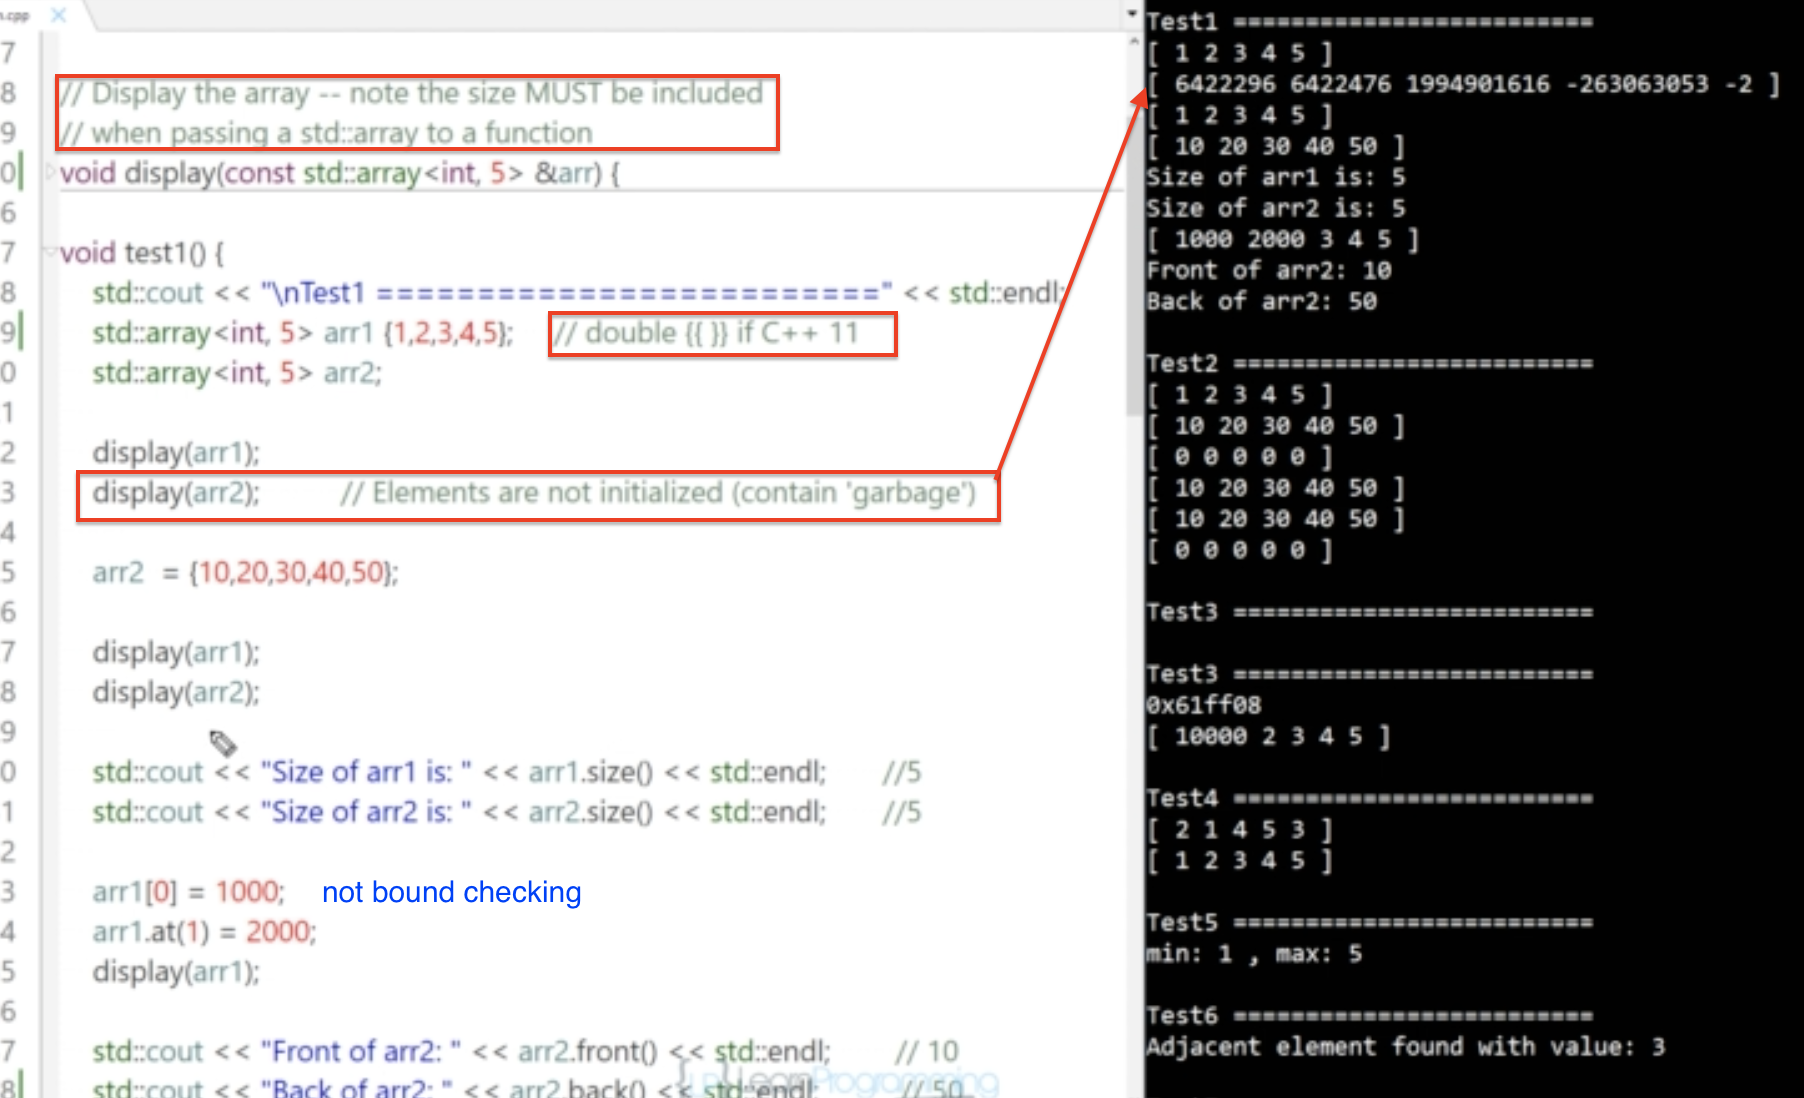 n.cpp
7
8 // Display the array -- note the size MUST be included
9 // when passing a std::array to a function
0 void display(const std::array<int, 5> &arr) {
6
7 void test1() {
8 std::cout << "\nTest1 =========================" << std::endl;
9 std::array<int, 5> arr1 {1,2,3,4,5}; // double {{ }} if C++ 11
0 std::array<int, 5> arr2;
1
2 display(arr1);
3 display(arr2); // Elements are not initialized (contain 'garbage')
4
5 arr2 = {10,20,30,40,50};
6
7 display(arr1);
8 display(arr2);
9
0 std::cout << "Size of arr1 is: " << arr1.size() << std::endl; //5
1 std::cout << "Size of arr2 is: " << arr2.size() << std::endl; //5
2
3 arr1[0] = 1000; not bound checking
4 arr1.at(1) = 2000;
5 display(arr1);
6
7 std::cout << "Front of arr2: " << arr2.front() << std::endl; // 10
8 std::cout << "Back of arr2: " << arr2.back() << std::endl; // 50
LearnProgramming
Test1 =========================
[ 1 2 3 4 5 ]
[ 6422296 6422476 1994901616 -263063053 -2 ]
[ 1 2 3 4 5 ]
[ 10 20 30 40 50 ]
Size of arr1 is: 5
Size of arr2 is: 5
[ 1000 2000 3 4 5 ]
Front of arr2: 10
Back of arr2: 50
Test2 =========================
[ 1 2 3 4 5 ]
[ 10 20 30 40 50 ]
[ 0 0 0 0 0 ]
[ 10 20 30 40 50 ]
[ 10 20 30 40 50 ]
[ 0 0 0 0 0 ]
Test3 =========================
Test3 =========================
0x61ff08
[ 10000 2 3 4 5 ]
Test4 =========================
[ 2 1 4 5 3 ]
[ 1 2 3 4 5 ]
Test5 =========================
min: 1 , max: 5
Test6 =========================
Adjacent element found with value: 3